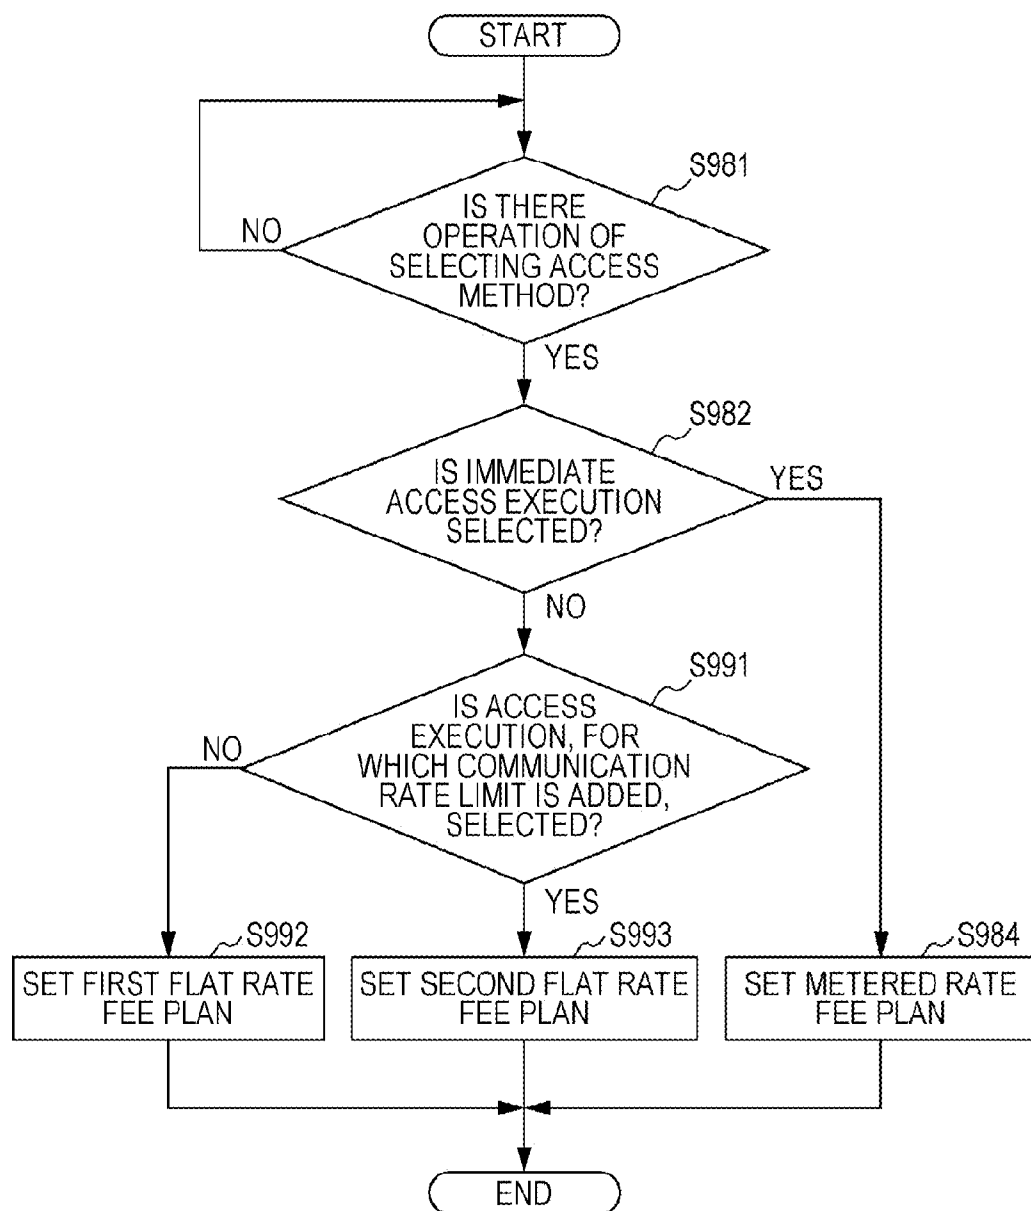 START
S981
IS THERE
OPERATION OF
SELECTING ACCESS
METHOD?
NO
YES
S982
IS IMMEDIATE
ACCESS EXECUTION
SELECTED?
YES
NO
S991
IS ACCESS
EXECUTION, FOR
WHICH COMMUNICATION
RATE LIMIT IS ADDED,
SELECTED?
NO
YES
S992
SET FIRST FLAT RATE
FEE PLAN
S993
SET SECOND FLAT RATE
FEE PLAN
S984
SET METERED RATE
FEE PLAN
END